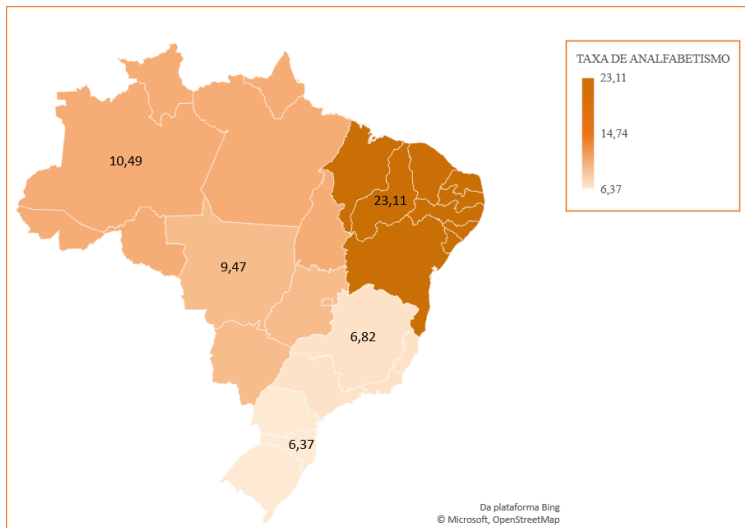 TAXA DE ANALFABETISMO
23,11
14,74
6,37
10,49
23,11
9,47
6,82
6,37
Da plataforma Bing
© Microsoft, OpenStreetMap